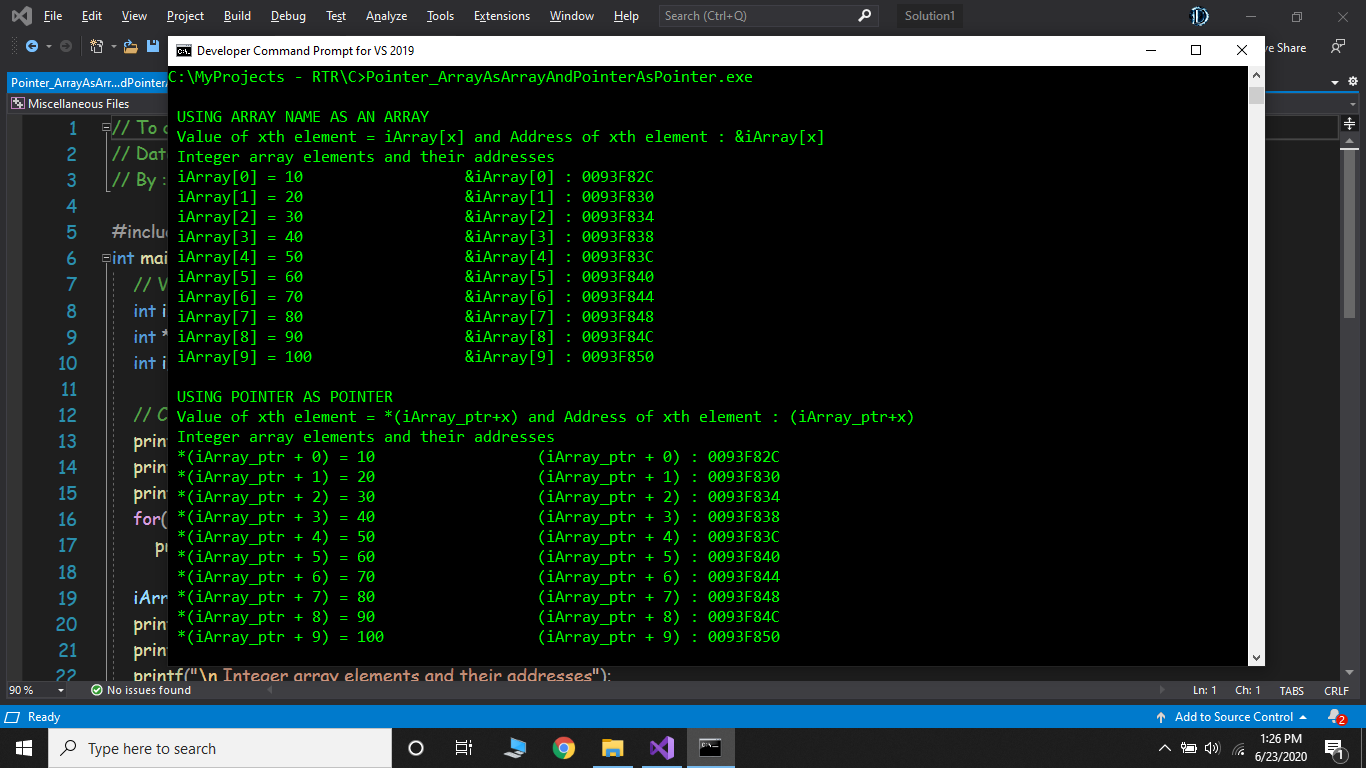 File Edit View Project Build Debug Test Analyze Tools Extensions Window Help Search (Ctrl+Q) Solution1
Developer Command Prompt for VS 2019
ve Share
Pointer_ArrayAsArr...dPointerA
Miscellaneous Files
C:\MyProjects - RTR\C>Pointer_ArrayAsArrayAndPointerAsPointer.exe
USING ARRAY NAME AS AN ARRAY
Value of xth element = iArray[x] and Address of xth element : &iArray[x]
Integer array elements and their addresses
iArray[0] = 10 &iArray[0] : 0093F82C
iArray[1] = 20 &iArray[1] : 0093F830
iArray[2] = 30 &iArray[2] : 0093F834
iArray[3] = 40 &iArray[3] : 0093F838
iArray[4] = 50 &iArray[4] : 0093F83C
iArray[5] = 60 &iArray[5] : 0093F840
iArray[6] = 70 &iArray[6] : 0093F844
iArray[7] = 80 &iArray[7] : 0093F848
iArray[8] = 90 &iArray[8] : 0093F84C
iArray[9] = 100 &iArray[9] : 0093F850
USING POINTER AS POINTER
Value of xth element = *(iArray_ptr+x) and Address of xth element : (iArray_ptr+x)
Integer array elements and their addresses
*(iArray_ptr + 0) = 10 (iArray_ptr + 0) : 0093F82C
*(iArray_ptr + 1) = 20 (iArray_ptr + 1) : 0093F830
*(iArray_ptr + 2) = 30 (iArray_ptr + 2) : 0093F834
*(iArray_ptr + 3) = 40 (iArray_ptr + 3) : 0093F838
*(iArray_ptr + 4) = 50 (iArray_ptr + 4) : 0093F83C
*(iArray_ptr + 5) = 60 (iArray_ptr + 5) : 0093F840
*(iArray_ptr + 6) = 70 (iArray_ptr + 6) : 0093F844
*(iArray_ptr + 7) = 80 (iArray_ptr + 7) : 0093F848
*(iArray_ptr + 8) = 90 (iArray_ptr + 8) : 0093F84C
*(iArray_ptr + 9) = 100 (iArray_ptr + 9) : 0093F850
1 // To
2 // Dat
3 // By :
4
5 #inclu
6 int mai
7 // V
8 int i
9 int *
10 int i
11
12 // C
13 prin
14 prin
15 prin
16 for(
17 pr
18
19 iArr
20 prin
21 prin
22 printf("\n Integer array elements and their addresses");
90 % No issues found Ln: 1 Ch: 1 TABS CRLF
Ready Add to Source Control 2
Type here to search
1:26 PM
6/23/2020
1